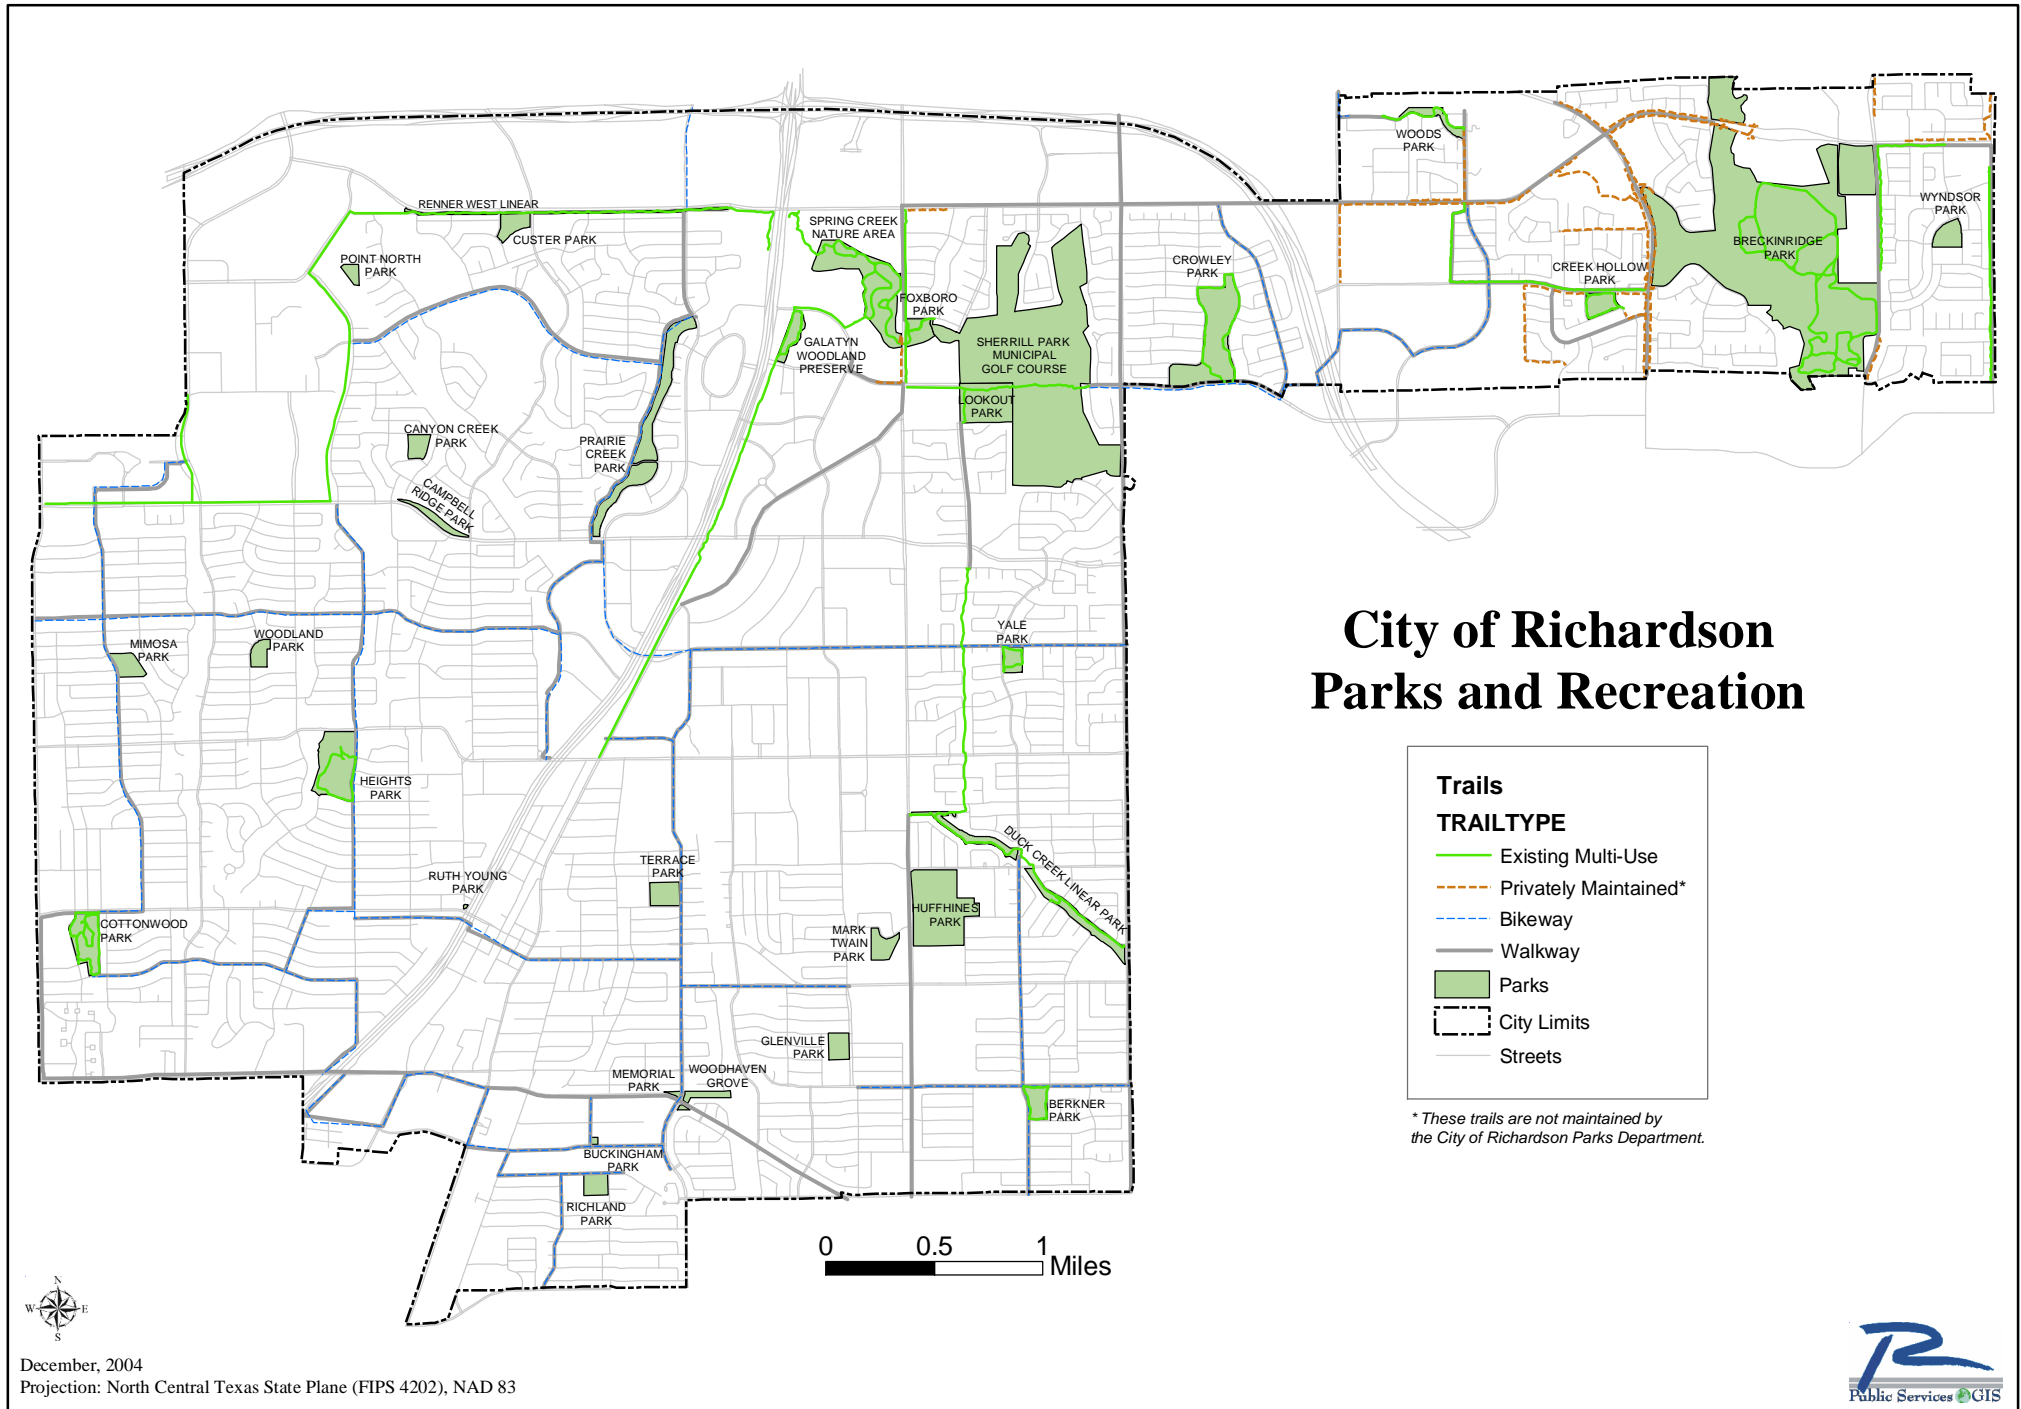 WOODS
PARK
RENNER WEST LINEAR
SPRING CREEK
NATURE AREA
WYNDSOR
PARK
CUSTER PARK
BRECKINRIDGE
PARK
POINT NORTH
PARK
CROWLEY
PARK
CREEK HOLLOW
PARK
FOXBORO
PARK
GALATYN
WOODLAND
PRESERVE
SHERRILL PARK
MUNICIPAL
GOLF COURSE
LOOKOUT
PARK
CANYON CREEK
PARK
PRAIRIE
CREEK
PARK
CAMPBELL
RIDGE PARK
City of Richardson
Parks and Recreation
YALE
PARK
MIMOSA
PARK
WOODLAND
PARK
HEIGHTS
PARK
Trails
TRAILTYPE
Existing Multi-Use
Privately Maintained*
Bikeway
Walkway
Parks
City Limits
Streets
* These trails are not maintained by
the City of Richardson Parks Department.
DUCK CREEK LINEAR PARK
TERRACE
PARK
RUTH YOUNG
PARK
HUFFHINES
PARK
COTTONWOOD
PARK
MARK
TWAIN
PARK
GLENVILLE
PARK
MEMORIAL
PARK
WOODHAVEN
GROVE
BERKNER
PARK
BUCKINGHAM
PARK
RICHLAND
PARK
0 0.5 1
Miles
N
W E
S
December, 2004
Projection: North Central Texas State Plane (FIPS 4202), NAD 83
R
Public Services GIS